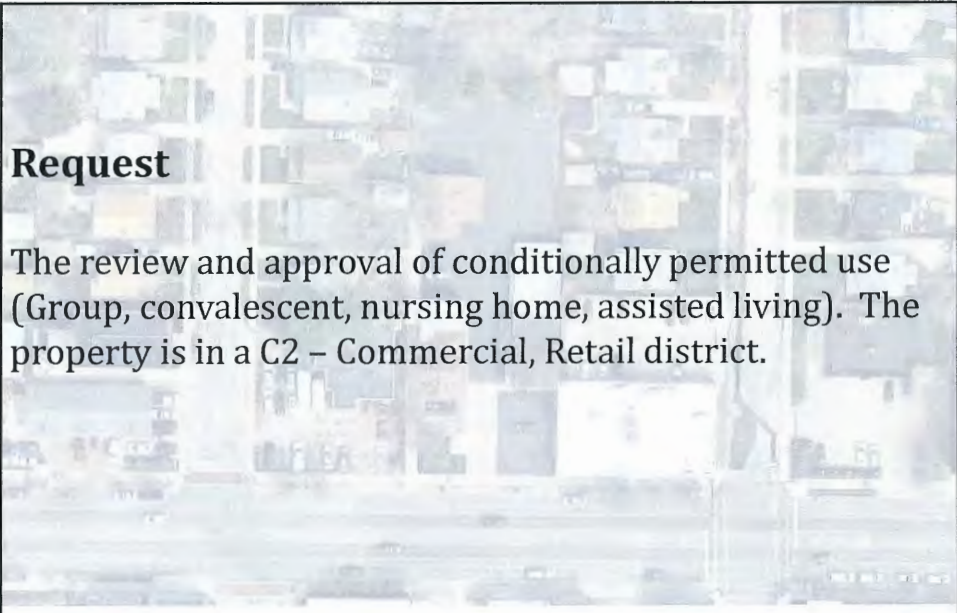 Request
The review and approval of conditionally permitted use
(Group, convalescent, nursing home, assisted living).  The
property is in a C2 – Commercial, Retail district.